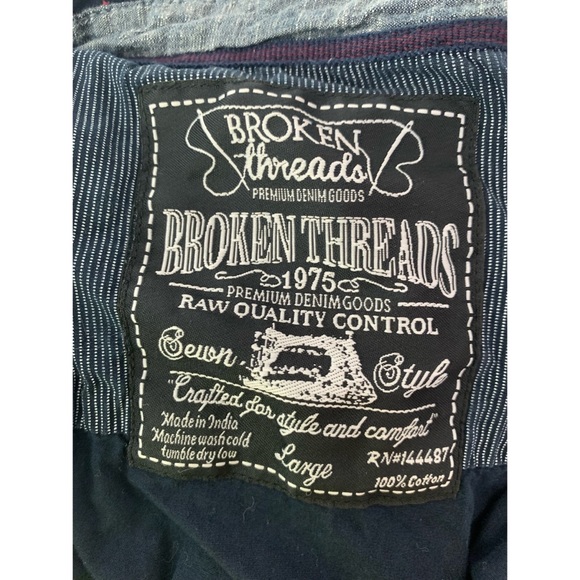 BROKEN
threads
PREMIUM DENIM GOODS
BROKEN THREADS
1975
PREMIUM DENIM GOODS
RAW QUALITY CONTROL
Sewn Style
"Crafted for style and comfort"
Made in India
Machine wash cold
tumble dry low
Large
RN#144487
100% Cotton